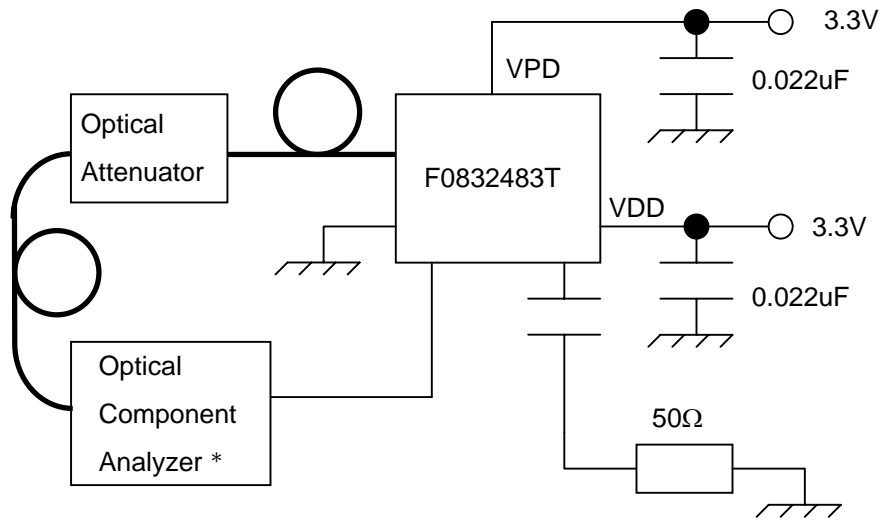 3.3V
VPD
0.022uF
Optical
Attenuator
F0832483T
VDD
3.3V
0.022uF
Optical
Component
Analyzer *
50Ω